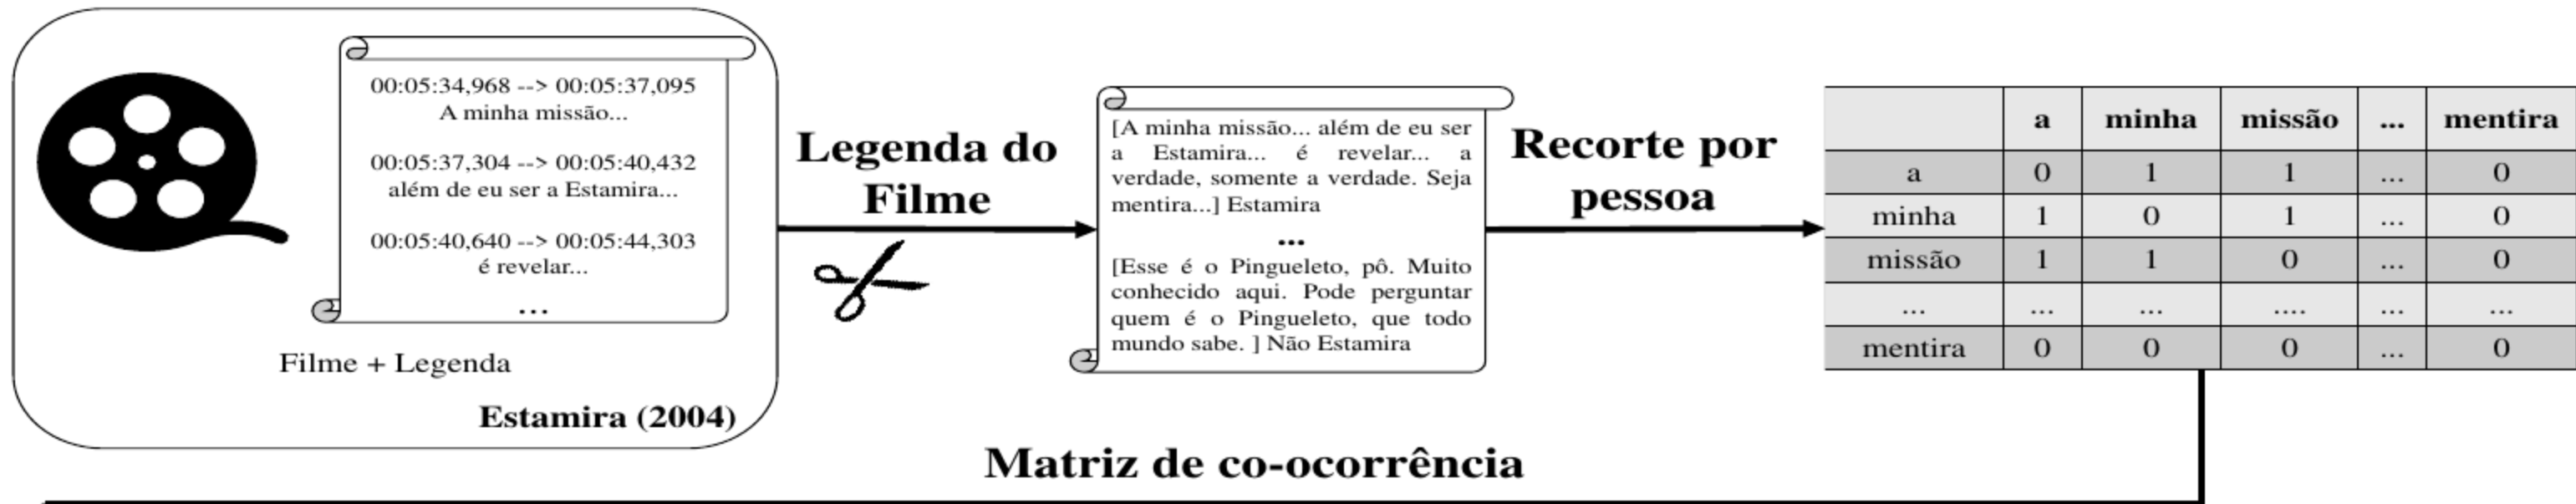 00:05:34,968 --> 00:05:37,095
A minha missão...
00:05:37,304 --> 00:05:40,432
além de eu ser a Estamira...
00:05:40,640 --> 00:05:44,303
é revelar...
...
Filme + Legenda
Estamira (2004)
Legenda do
Filme
[A minha missão... além de eu ser
a Estamira... é revelar... a
verdade, somente a verdade. Seja
mentira...] Estamira
...
[Esse é o Pingueleto, pô. Muito
conhecido aqui. Pode perguntar
quem é o Pingueleto, que todo
mundo sabe. ] Não Estamira
Recorte por
pessoa
a minha missão ... mentira
a 0 1 1 ... 0
minha 1 0 1 ... 0
missão 1 1 0 ... 0
... ... ... .... ... ...
mentira 0 0 0 ... 0
Matriz de co-ocorrência